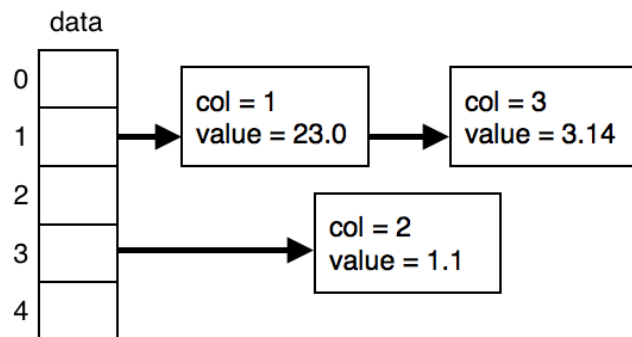 data
0
col = 1
value = 23.0
col = 3
value = 3.14
1
2
col = 2
value = 1.1
3
4